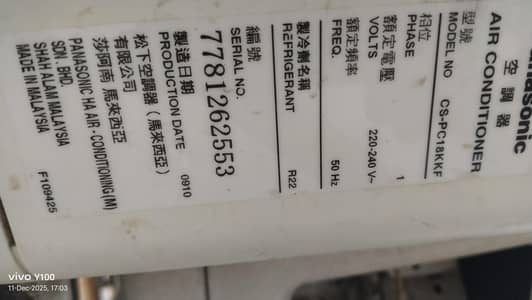 Panasonic
空調器
AIR CONDITIONER
型號
MODEL NO CS-PC18KKF
相位
PHASE 1
額定電壓
VOLTS 220-240 V~
額定頻率
FREQ. 50 Hz
製冷劑名稱
REFRIGERANT R22
編號
SERIAL NO.
7781262553
製造日期
PRODUCTION DATE 0910
松下空調器（馬來西亞）
有限公司
莎阿南 馬來西亞
PANASONIC HA AIR-CONDITIONING(M)
SDN. BHD.
SHAH ALAM MALAYSIA
MADE IN MALAYSIA F109425
vivo Y100
11-Dec-2025, 17:03